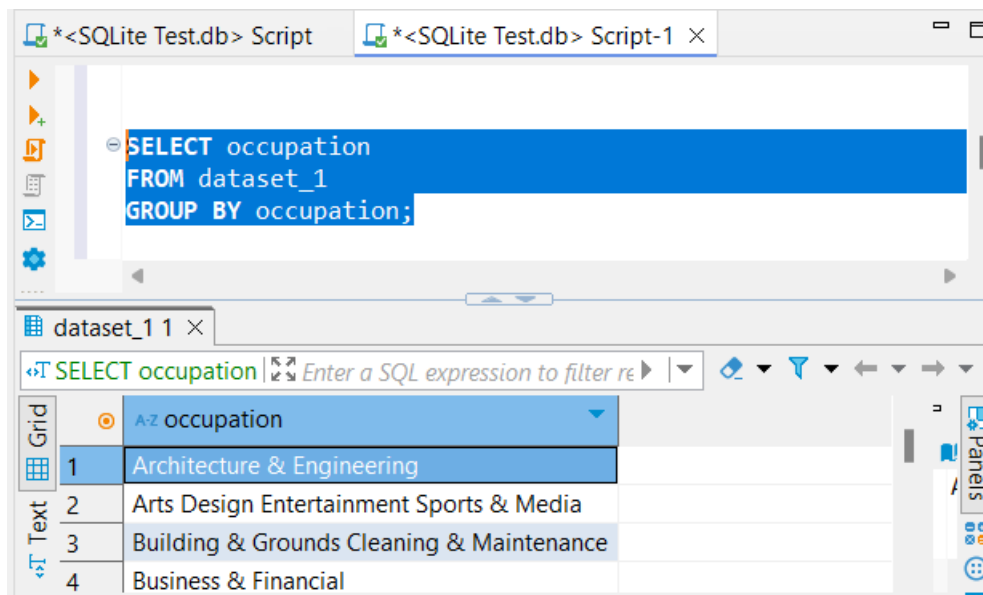 *<SQLite Test.db> Script
*<SQLite Test.db> Script-1
SELECT occupation
FROM dataset_1
GROUP BY occupation;
dataset_1 1
SELECT occupation
Enter a SQL expression to filter re
Grid
Text
Panels
A-Z occupation
1 Architecture & Engineering
2 Arts Design Entertainment Sports & Media
3 Building & Grounds Cleaning & Maintenance
4 Business & Financial